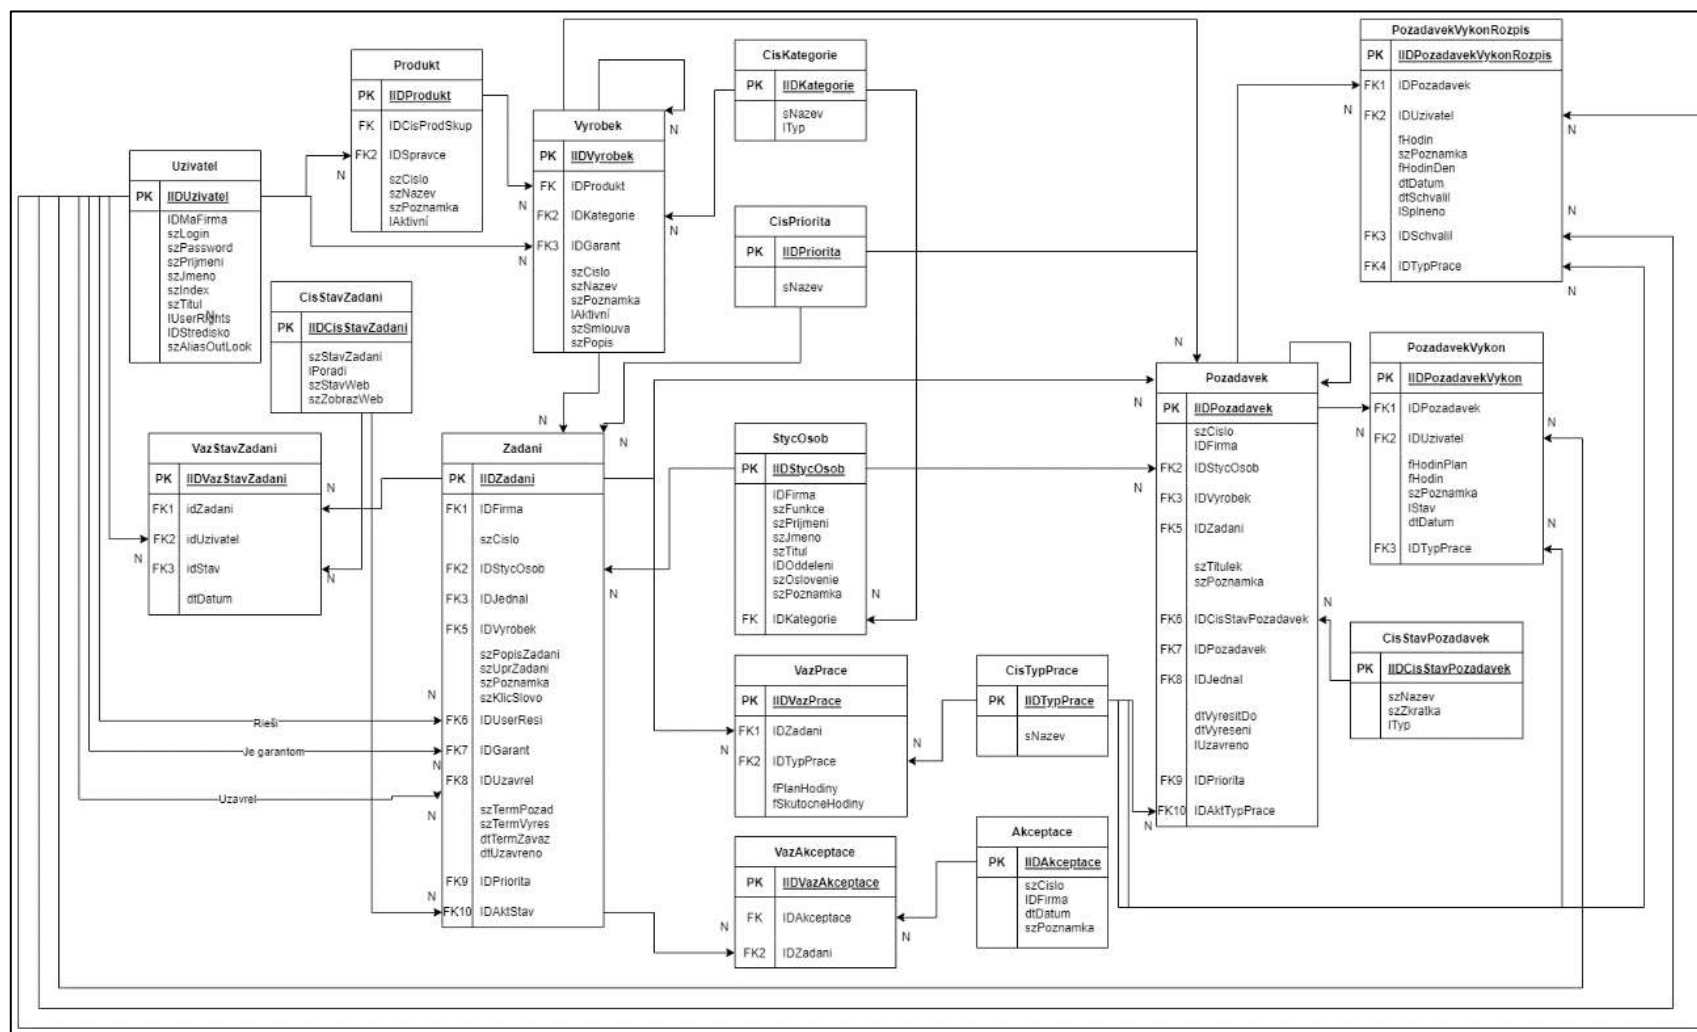 Uzivatel
PK IIDUzivatel
IDMaFirma
szLogin
szPassword
szPrijmeni
szJmeno
szIndex
szTitul
lUserRights
IDStredisko
szAliasOutLook
N
Produkt
PK IIDProdukt
FK IDCisProdSkup
FK2 IDSpravce
szCislo
szNazev
szPoznamka
lAktivní
N
Vyrobek
PK IIDVyrobek
FK IDProdukt
FK2 IDKategorie
FK3 IDGarant
szCislo
szNazev
szPoznamka
lAktivní
szSmlouva
szPopis
N
N
N
N
CisKategorie
PK IIDKategorie
sNazev
lTyp
CisPriorita
PK IIDPriorita
sNazev
PozadavekVykonRozpis
PK IIDPozadavekVykonRozpis
FK1 IDPozadavek
FK2 IDUzivatel
fHodin
szPoznamka
fHodinDen
dtDatum
dtSchvalil
lSplneno
FK3 IDSchvalil
FK4 IDTypPrace
N
N
N
N
CisStavZadani
PK IIDCisStavZadani
szStavZadani
lPoradi
szStavWeb
szZobrazWeb
VazStavZadani
PK IIDVazStavZadani
FK1 idZadani
FK2 idUzivatel
FK3 idStav
dtDatum
N
N
N
Zadani
PK IIDZadani
FK1 IDFirma
szCislo
FK2 IDStycOsob
FK3 IDJednal
FK5 IDVyrobek
szPopisZadani
szUprZadani
szPoznamka
szKlicSlovo
FK6 IDUserResi
FK7 IDGarant
FK8 IDUzavrel
szTermPozad
szTermVyres
dtTermZavaz
dtUzavreno
FK9 IDPriorita
FK10 IDAktStav
N
N
N
N
N
N
N
Rieši
Je garantom
Uzavrel
StycOsob
PK IIDStycOsob
IDFirma
szFunkce
szPrijmeni
szJmeno
szTitul
IDOddeleni
szOslovenie
szPoznamka
FK IDKategorie
N
VazPrace
PK IIDVazPrace
FK1 IDZadani
FK2 IDTypPrace
fPlanHodiny
fSkutocneHodiny
N
N
CisTypPrace
PK IIDTypPrace
sNazev
VazAkceptace
PK IIDVazAkceptace
FK IDAkceptace
FK2 IDZadani
N
N
Akceptace
PK IIDAkceptace
szCislo
IDFirma
dtDatum
szPoznamka
Pozadavek
PK IIDPozadavek
szCislo
IDFirma
FK2 IDStycOsob
FK3 IDVyrobek
FK5 IDZadani
szTitulek
szPoznamka
FK6 IDCisStavPozadavek
FK7 IDPozadavek
FK8 IDJednal
dtVyresitDo
dtVyreseni
lUzavreno
FK9 IDPriorita
FK10 IDAktTypPrace
N
N
N
N
N
PozadavekVykon
PK IIDPozadavekVykon
FK1 IDPozadavek
FK2 IDUzivatel
fHodinPlan
fHodin
szPoznamka
lStav
dtDatum
FK3 IDTypPrace
N
N
N
CisStavPozadavek
PK IIDCisStavPozadavek
szNazev
szZkratka
lTyp